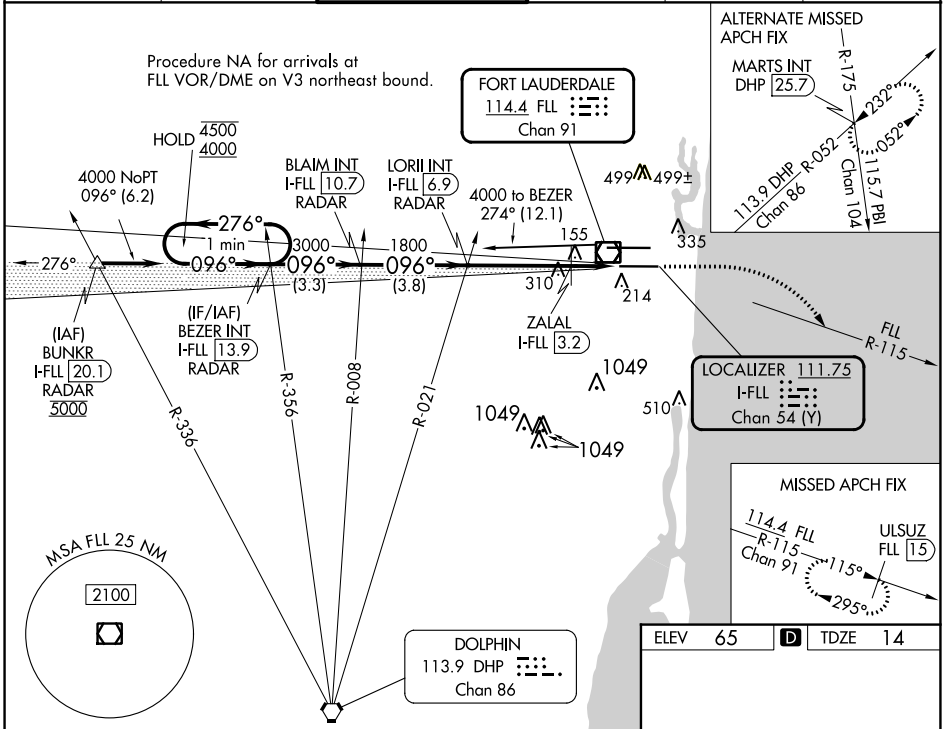 Procedure NA for arrivals at
FLL VOR/DME on V3 northeast bound.
FORT LAUDERDALE
114.4 FLL
Chan 91
ALTERNATE MISSED
APCH FIX
MARTS INT
DHP 25.7
R-175
232°
052°
113.9 DHP
R-052
Chan 86
115.7 PBI
Chan 104
HOLD
4500
4000
4000 NoPT
096° (6.2)
BLAIM INT
I-FLL 10.7
RADAR
LORII INT
I-FLL 6.9
RADAR
4000 to BEZER
274° (12.1)
499
499±
335
155
310
214
276°
276°
1 min
096°
3000
096°
(3.3)
1800
096°
(3.8)
(IAF)
BUNKR
I-FLL 20.1
RADAR
5000
(IF/IAF)
BEZER INT
I-FLL 13.9
RADAR
ZALAL
I-FLL 3.2
FLL
R-115
LOCALIZER 111.75
I-FLL
Chan 54 (Y)
R-336
R-356
R-008
R-021
1049
1049
1049
510
MISSED APCH FIX
114.4 FLL
R-115
Chan 91
115°
295°
ULSUZ
FLL 15
MSA FLL 25 NM
2100
DOLPHIN
113.9 DHP
Chan 86
ELEV 65 D TDZE 14